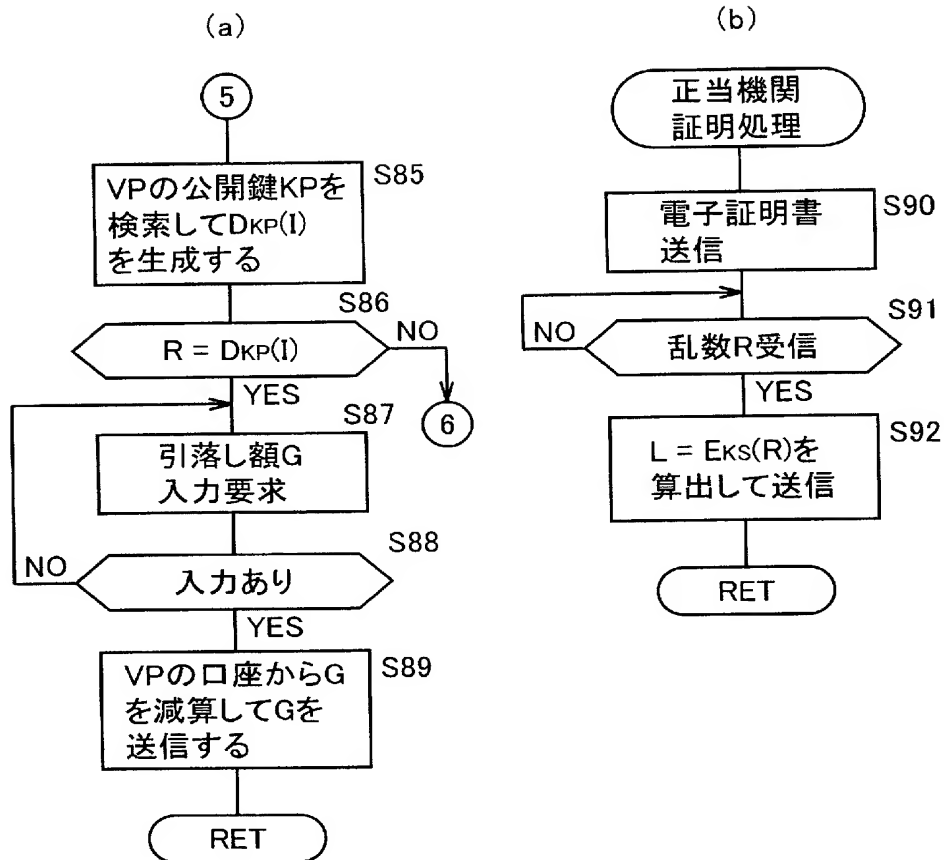 (a)
5
VPの公開鍵KPを
検索してDKP(I)
を生成する
S85
S86
R = DKP(I)
NO
6
YES
S87
引落し額G
入力要求
S88
NO
入力あり
YES
VPの口座からG
を減算してGを
送信する
S89
RET
(b)
正当機関
証明処理
電子証明書
送信
S90
S91
NO
乱数R受信
YES
L = EKS(R)を
算出して送信
S92
RET